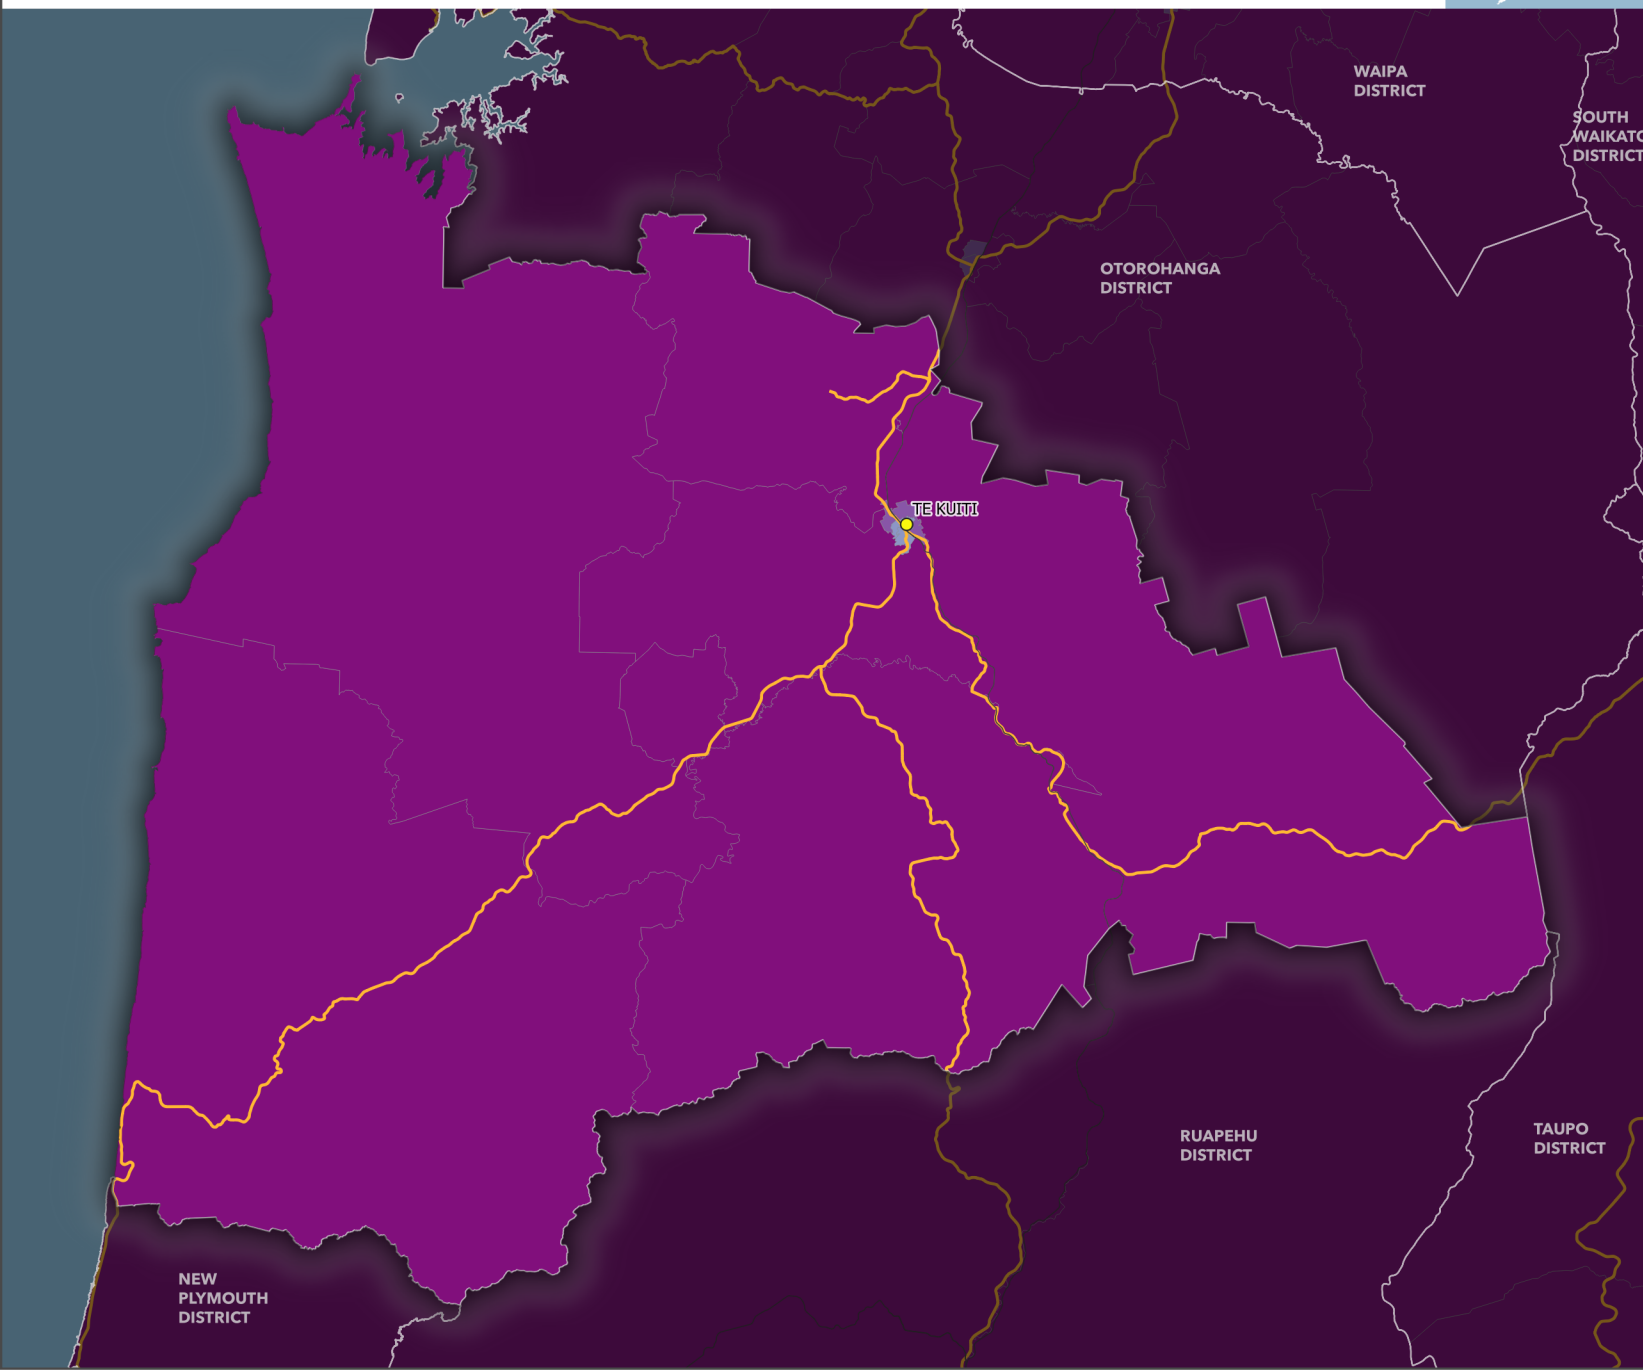 WAIPA
DISTRICT
SOUTH
WAIKATO
DISTRICT
OTOROHANGA
DISTRICT
TE KUITI
RUAPEHU
DISTRICT
TAUPO
DISTRICT
NEW
PLYMOUTH
DISTRICT